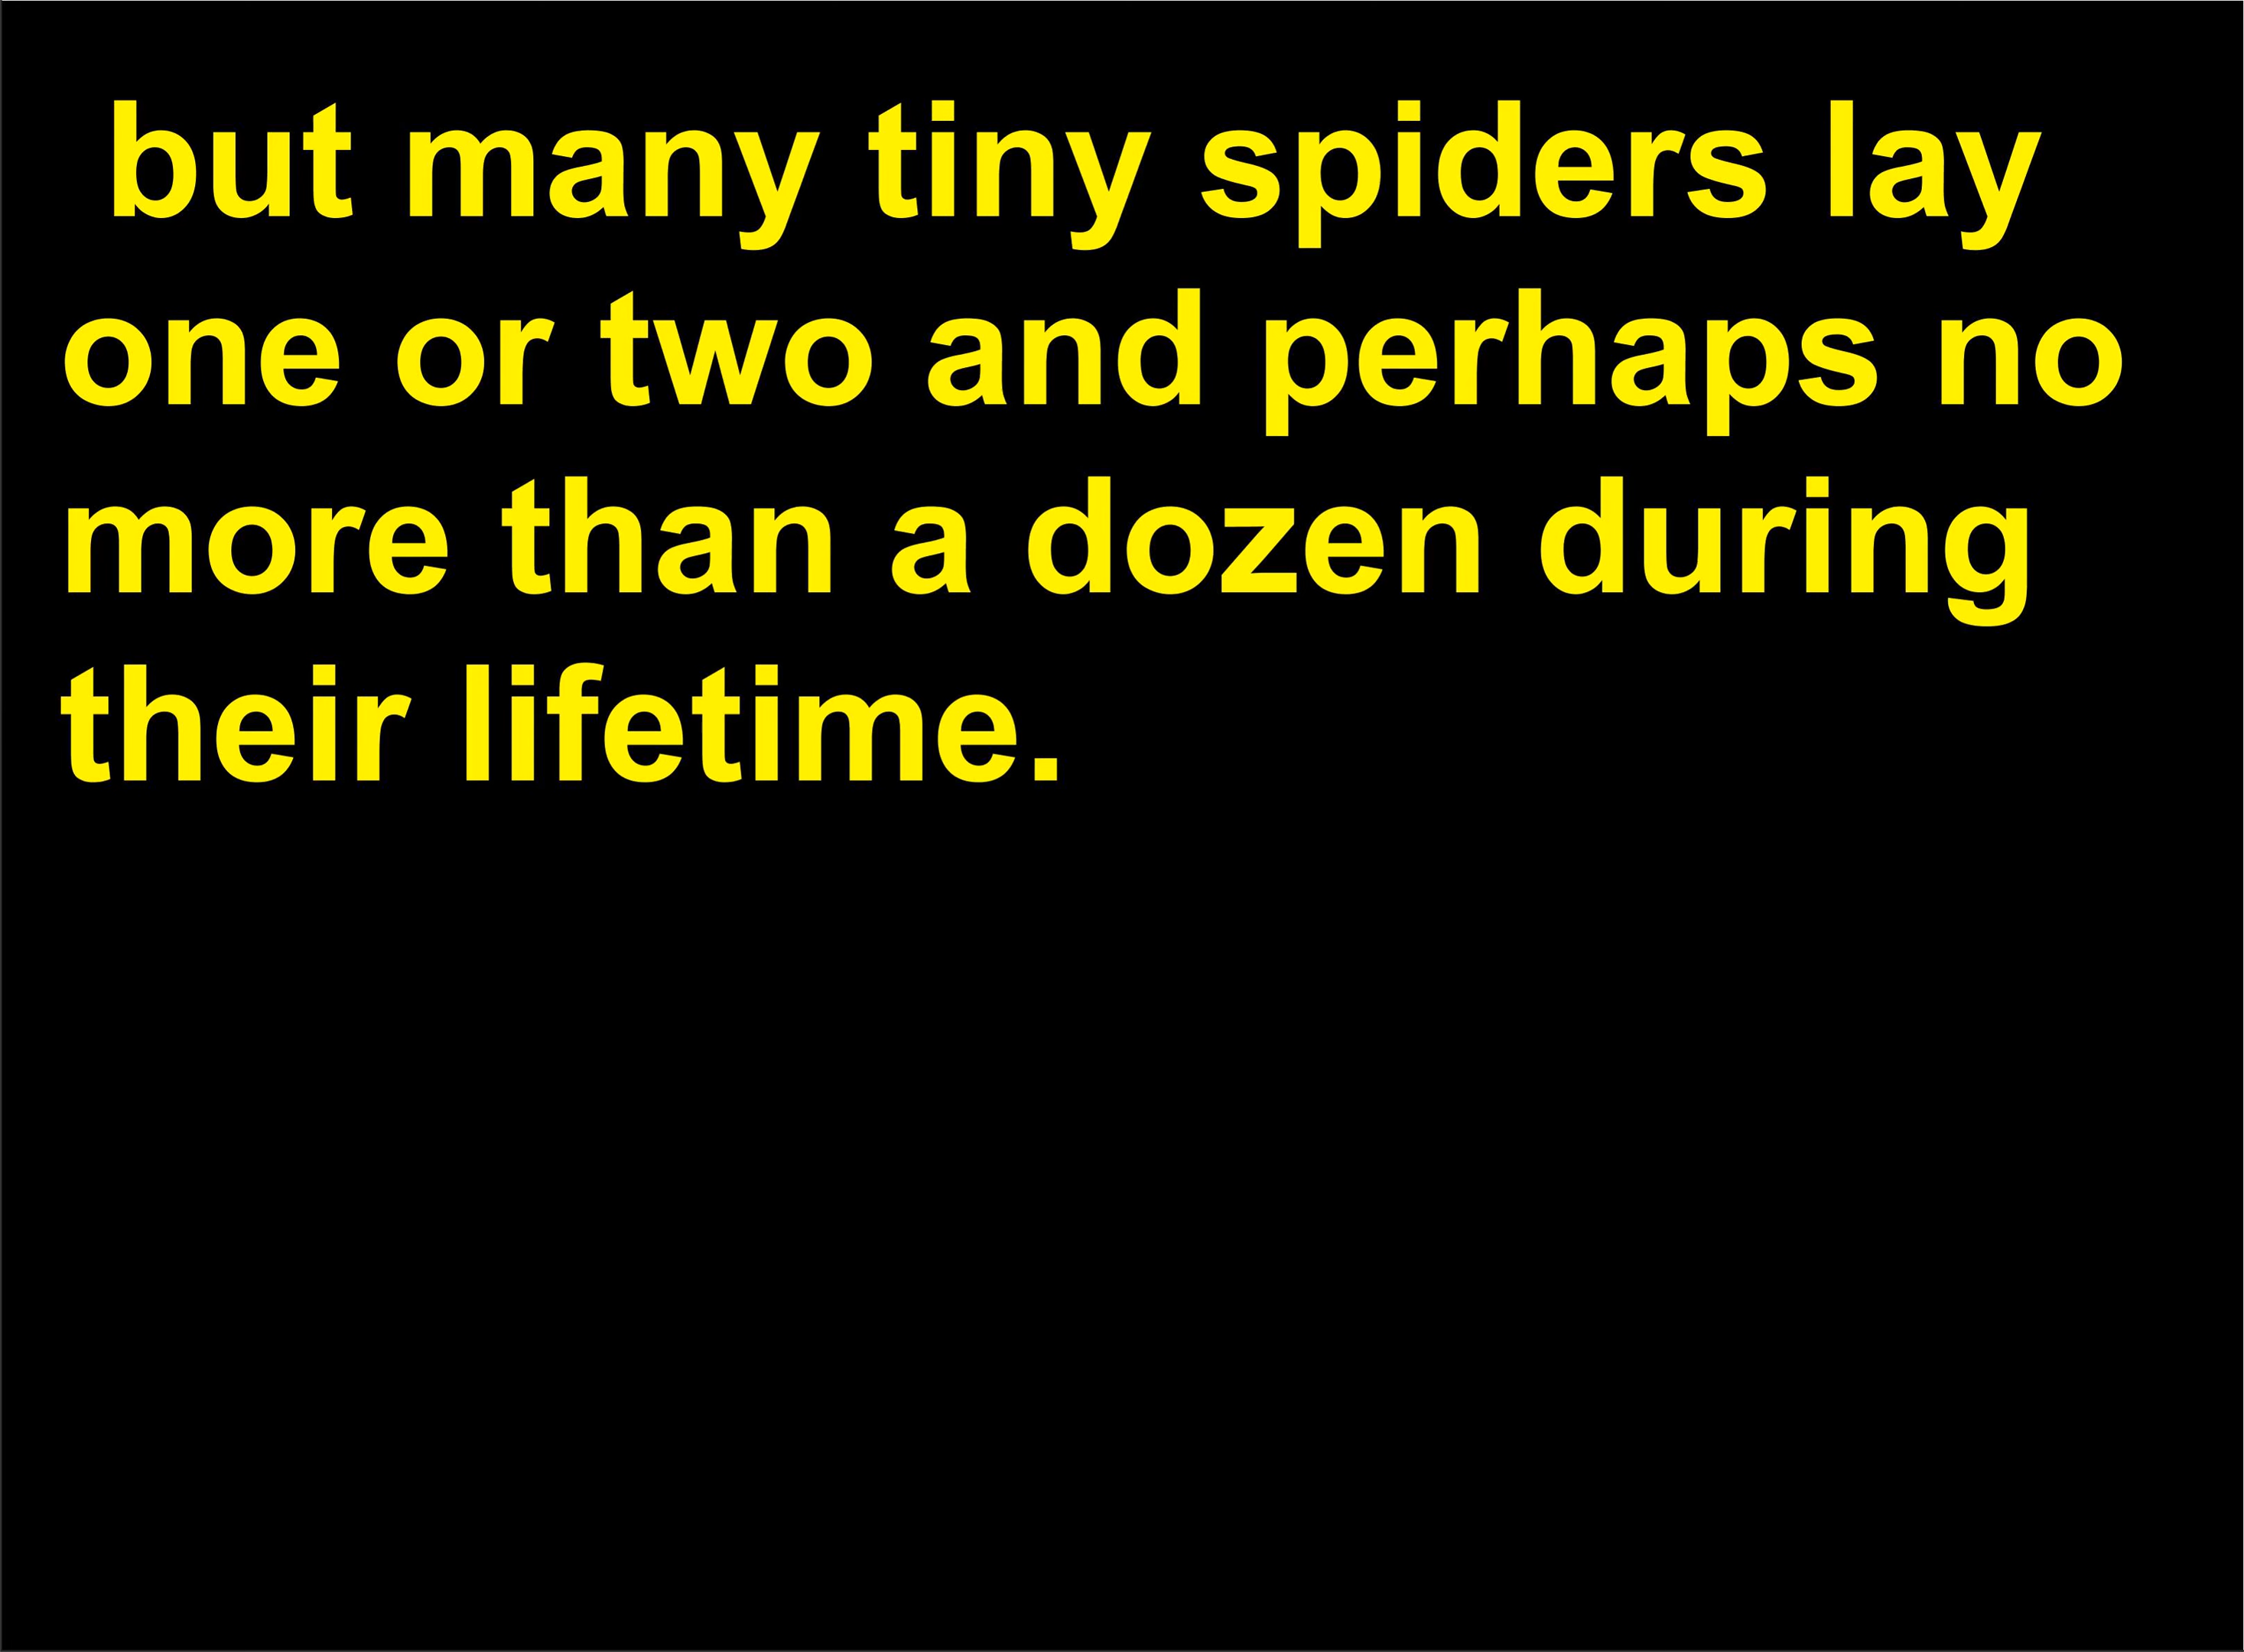 but many tiny spiders lay
one or two and perhaps no
more than a dozen during
their lifetime.